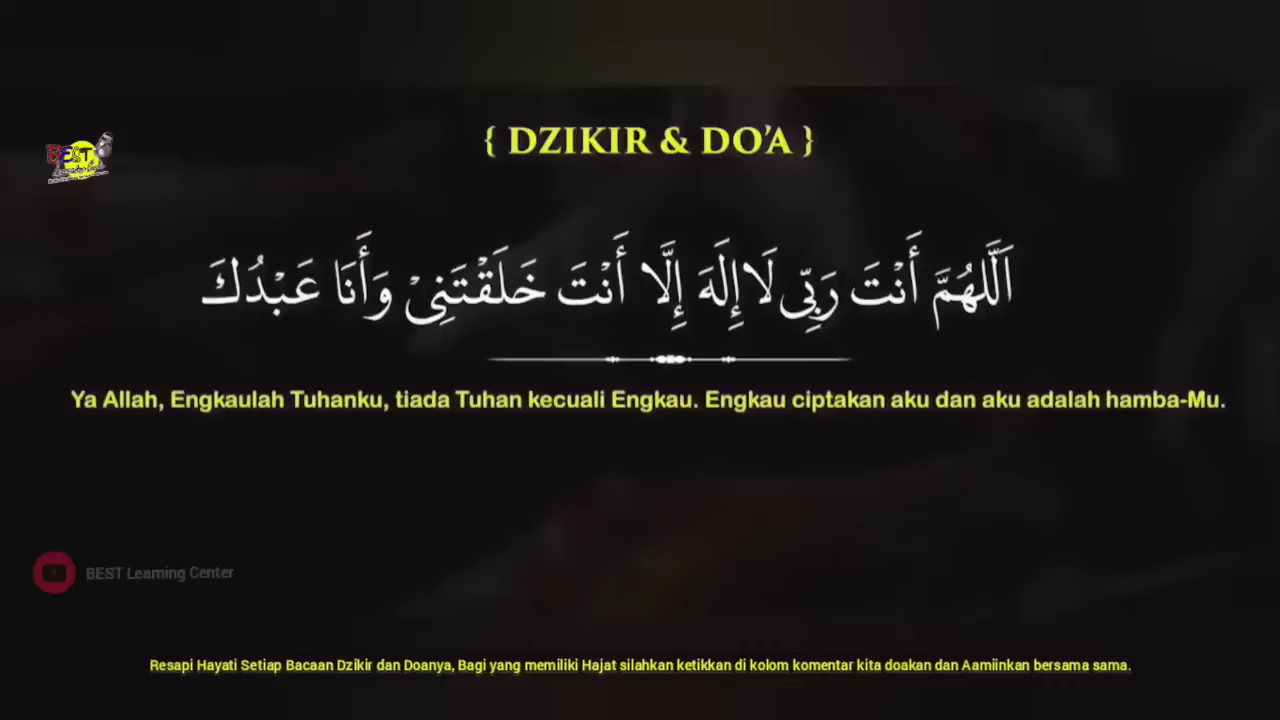 { DZIKIR & DO'A }
BEST
اَللّٰهُمَّ أَنْتَ رَبِّى لَا إِلَهَ إِلَّا أَنْتَ خَلَقْتَنِىْ وَأَنَا عَبْدُكَ
Ya Allah, Engkaulah Tuhanku, tiada Tuhan kecuali Engkau. Engkau ciptakan aku dan aku adalah hamba-Mu.
BEST Learning Center
Resapi Hayati Setiap Bacaan Dzikir dan Doanya, Bagi yang memiliki Hajat silahkan ketikkan di kolom komentar kita doakan dan Aamiinkan bersama sama.